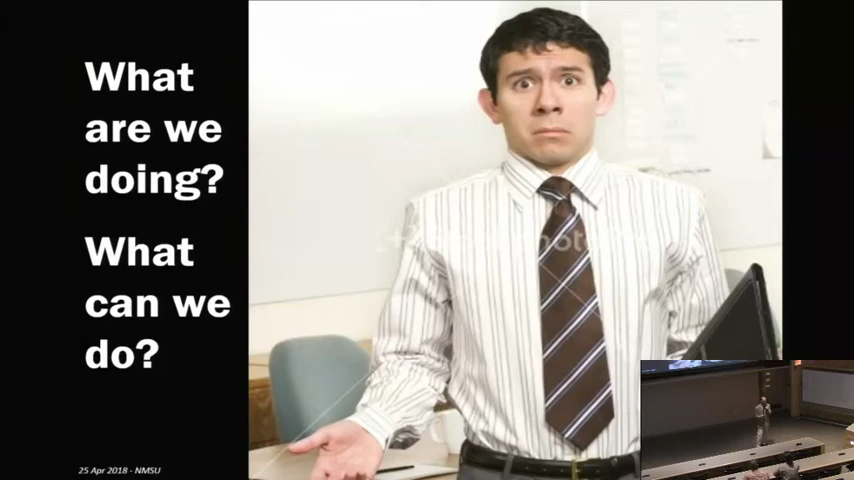 What
are we
doing?
What
can we
do?
25 Apr 2018 - NMSU